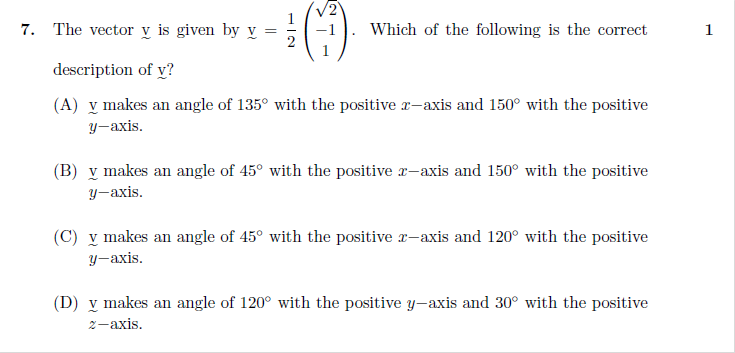 7. The vector v̰ is given by v̰ = 1/2 (√2, −1, 1). Which of the following is the correct 1
description of v̰?
(A) v̰ makes an angle of 135° with the positive x−axis and 150° with the positive
y−axis.
(B) v̰ makes an angle of 45° with the positive x−axis and 150° with the positive
y−axis.
(C) v̰ makes an angle of 45° with the positive x−axis and 120° with the positive
y−axis.
(D) v̰ makes an angle of 120° with the positive y−axis and 30° with the positive
z−axis.